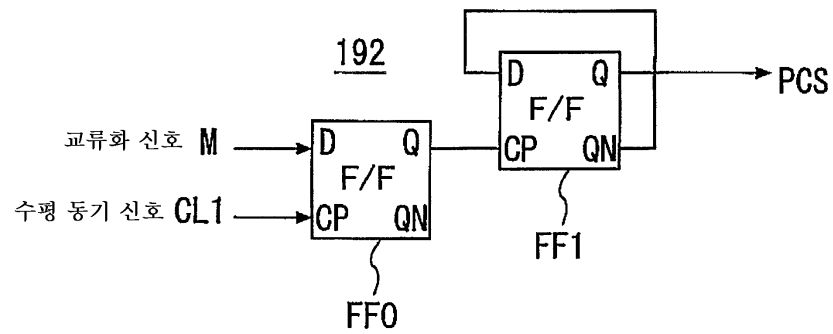 192
D Q
F/F
CP QN
PCS
FF1
교류화 신호 M
수평 동기 신호 CL1
D Q
F/F
CP QN
FF0